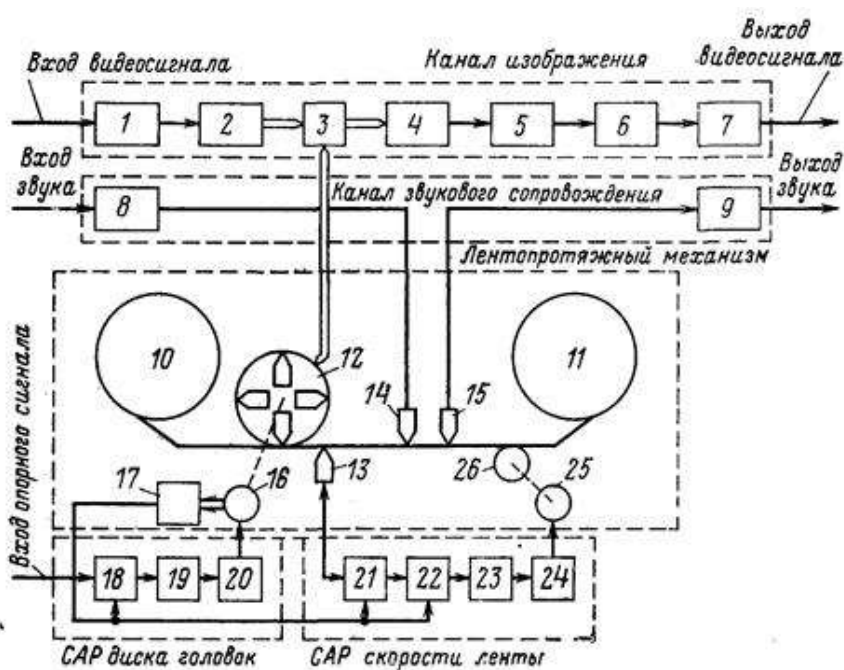 Вход видеосигнала
Канал изображения
Выход
видеосигнала
1 2 3 4 5 6 7
Вход
звука
Канал звукового сопровождения
Выход
звука
8 9
Лентопротяжный механизм
10 12 11
14 15
13 26 25
17 16
Вход опорного сигнала
18 19 20 21 22 23 24
САР диска головок
САР скорости ленты